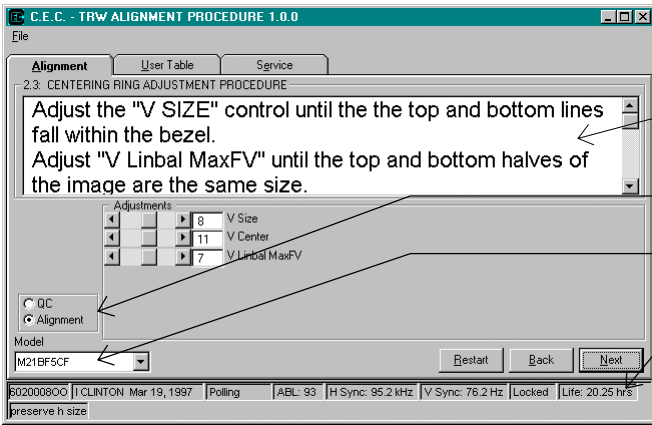 C.E.C. - TRW ALIGNMENT PROCEDURE 1.0.0
File
Alignment User Table Service
2.3: CENTERING RING ADJUSTMENT PROCEDURE
Adjust the "V SIZE" control until the the top and bottom lines
fall within the bezel.
Adjust "V Linbal MaxFV" until the top and bottom halves of
the image are the same size.
Adjustments
8 V Size
11 V Center
7 V Linbal MaxFV
QC
Alignment
Model
M21BF5CF
Restart Back Next
602000800 I CLINTON Mar 19, 1997 Polling ABL: 93 H Sync: 95.2 kHz V Sync: 76.2 Hz Locked Life: 20.25 hrs
preserve h size